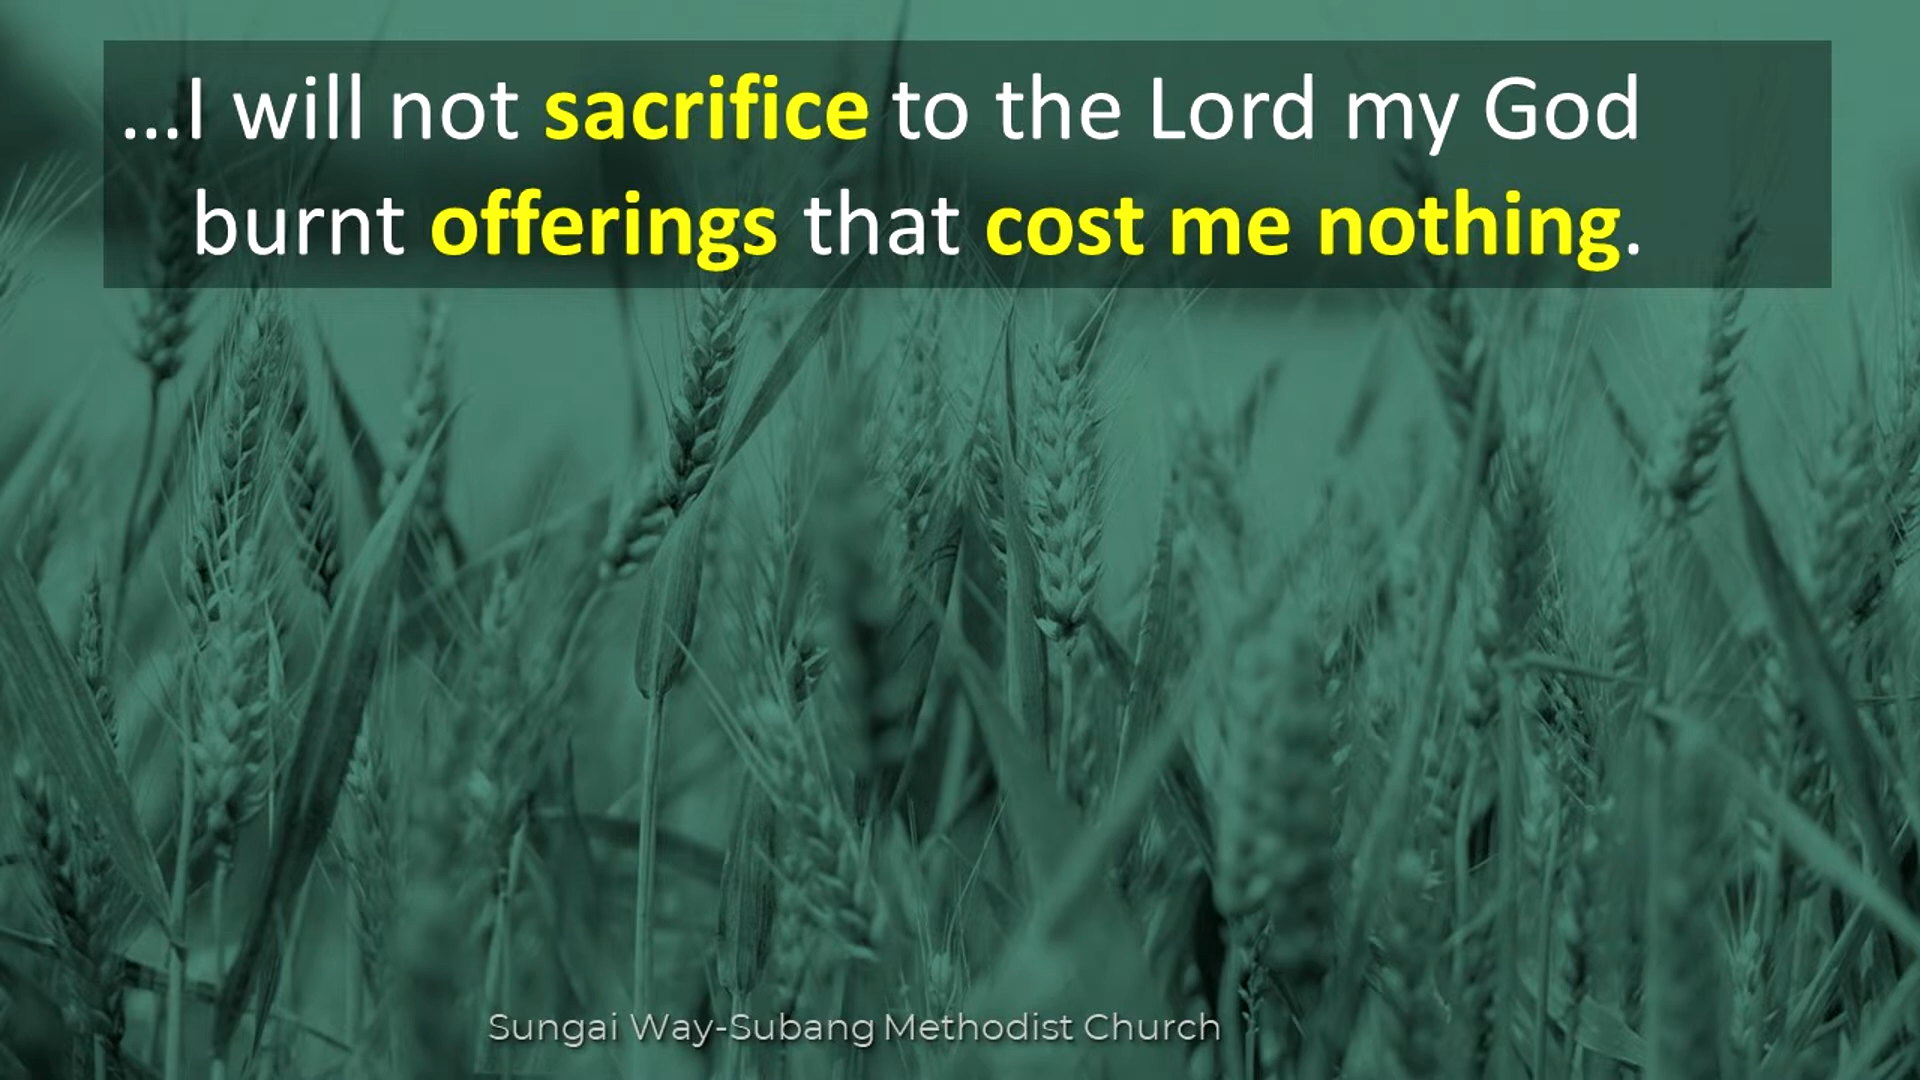 ...I will not sacrifice to the Lord my God
burnt offerings that cost me nothing.
Sungai Way-Subang Methodist Church